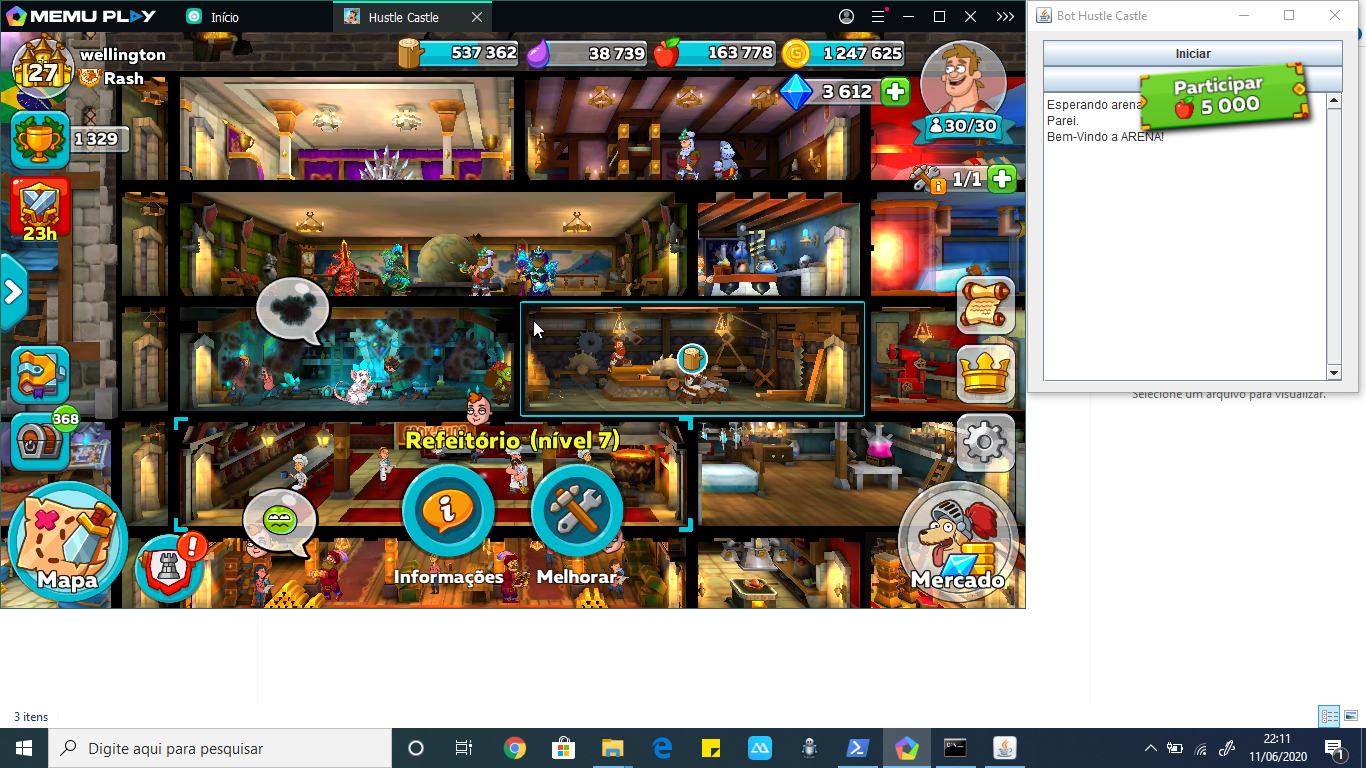 MEMU PLAY
Início
Hustle Castle
Bot Hustle Castle
27
wellington
Rash
537 362
38 739
163 778
1 247 625
3 612
30/30
1 329
1/1
23h
368
Refeitório (nível 7)
Informações
Melhorar
Mapa
Mercado
Iniciar
Participar
5 000
Esperando arena
Parei.
Bem-Vindo a ARENA!
Selecione um arquivo para visualizar.
3 itens
Digite aqui para pesquisar
22:11
11/06/2020
1